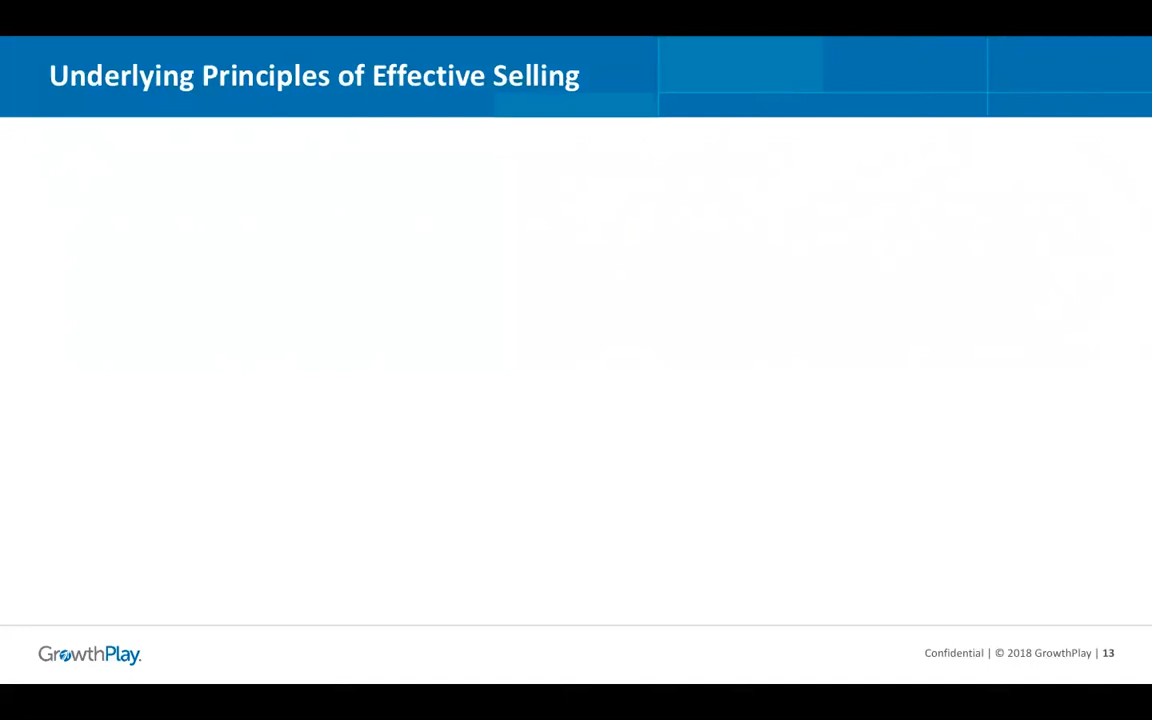 Underlying Principles of Effective Selling
GrowthPlay.
Confidential | © 2018 GrowthPlay | 13